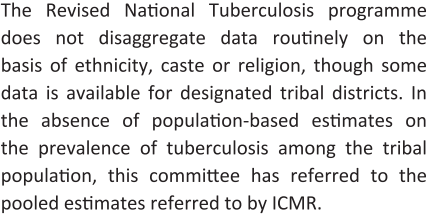 The Revised National Tuberculosis programme
does not disaggregate data routinely on the
basis of ethnicity, caste or religion, though some
data is available for designated tribal districts. In
the absence of population-based estimates on
the prevalence of tuberculosis among the tribal
population, this committee has referred to the
pooled estimates referred to by ICMR.